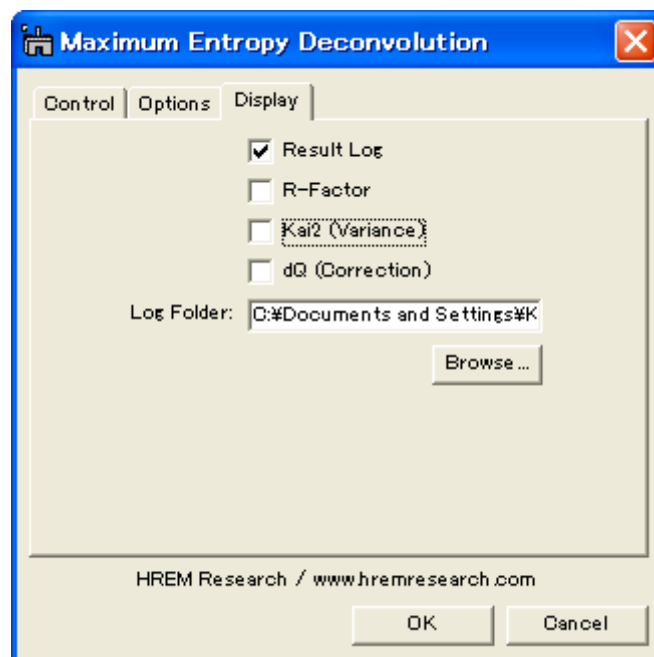 Maximum Entropy Deconvolution
Control Options Display
Result Log
R-Factor
Kai2 (Variance)
dQ (Correction)
Log Folder: C:¥Documents and Settings¥K
Browse...
HREM Research / www.hremresearch.com
OK Cancel